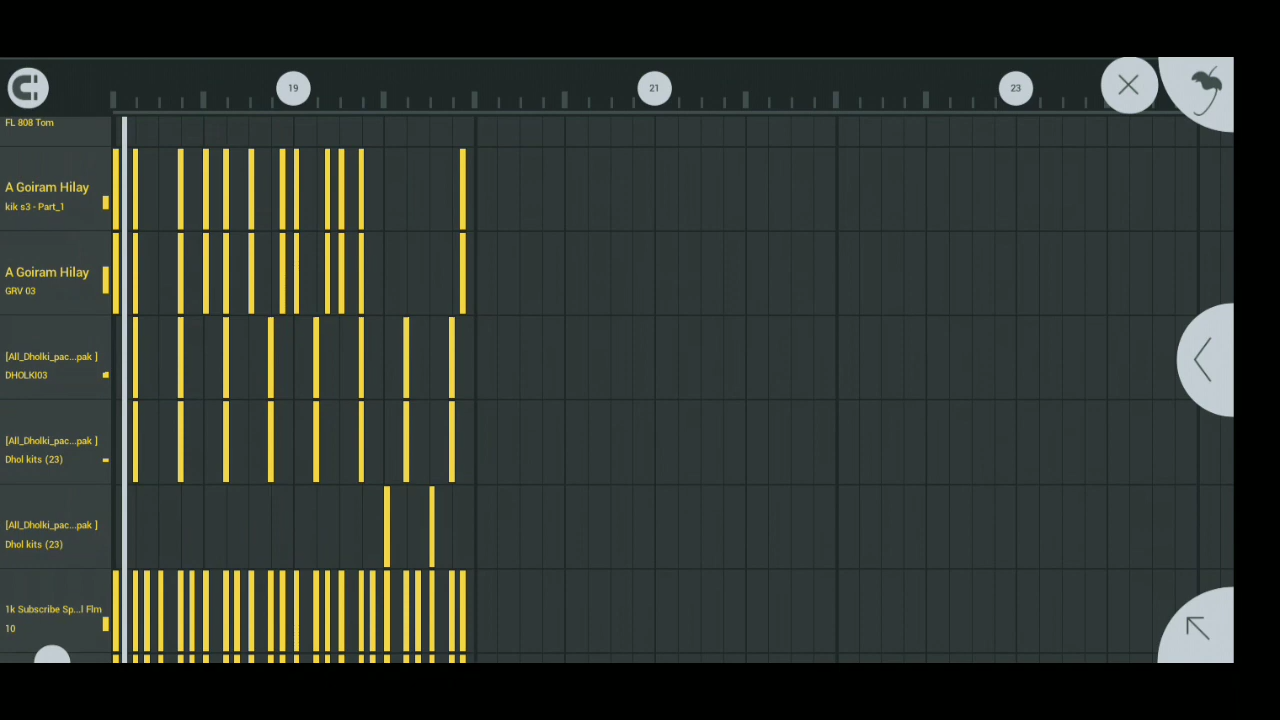 19
21
23
FL 808 Tom
A Goiram Hilay
kik s3 - Part_1
A Goiram Hilay
GRV 03
[All_Dholki_pac...pak ]
DHOLKI03
[All_Dholki_pac...pak ]
Dhol kits (23)
[All_Dholki_pac...pak ]
Dhol kits (23)
1k Subscribe Sp...l Flm
10